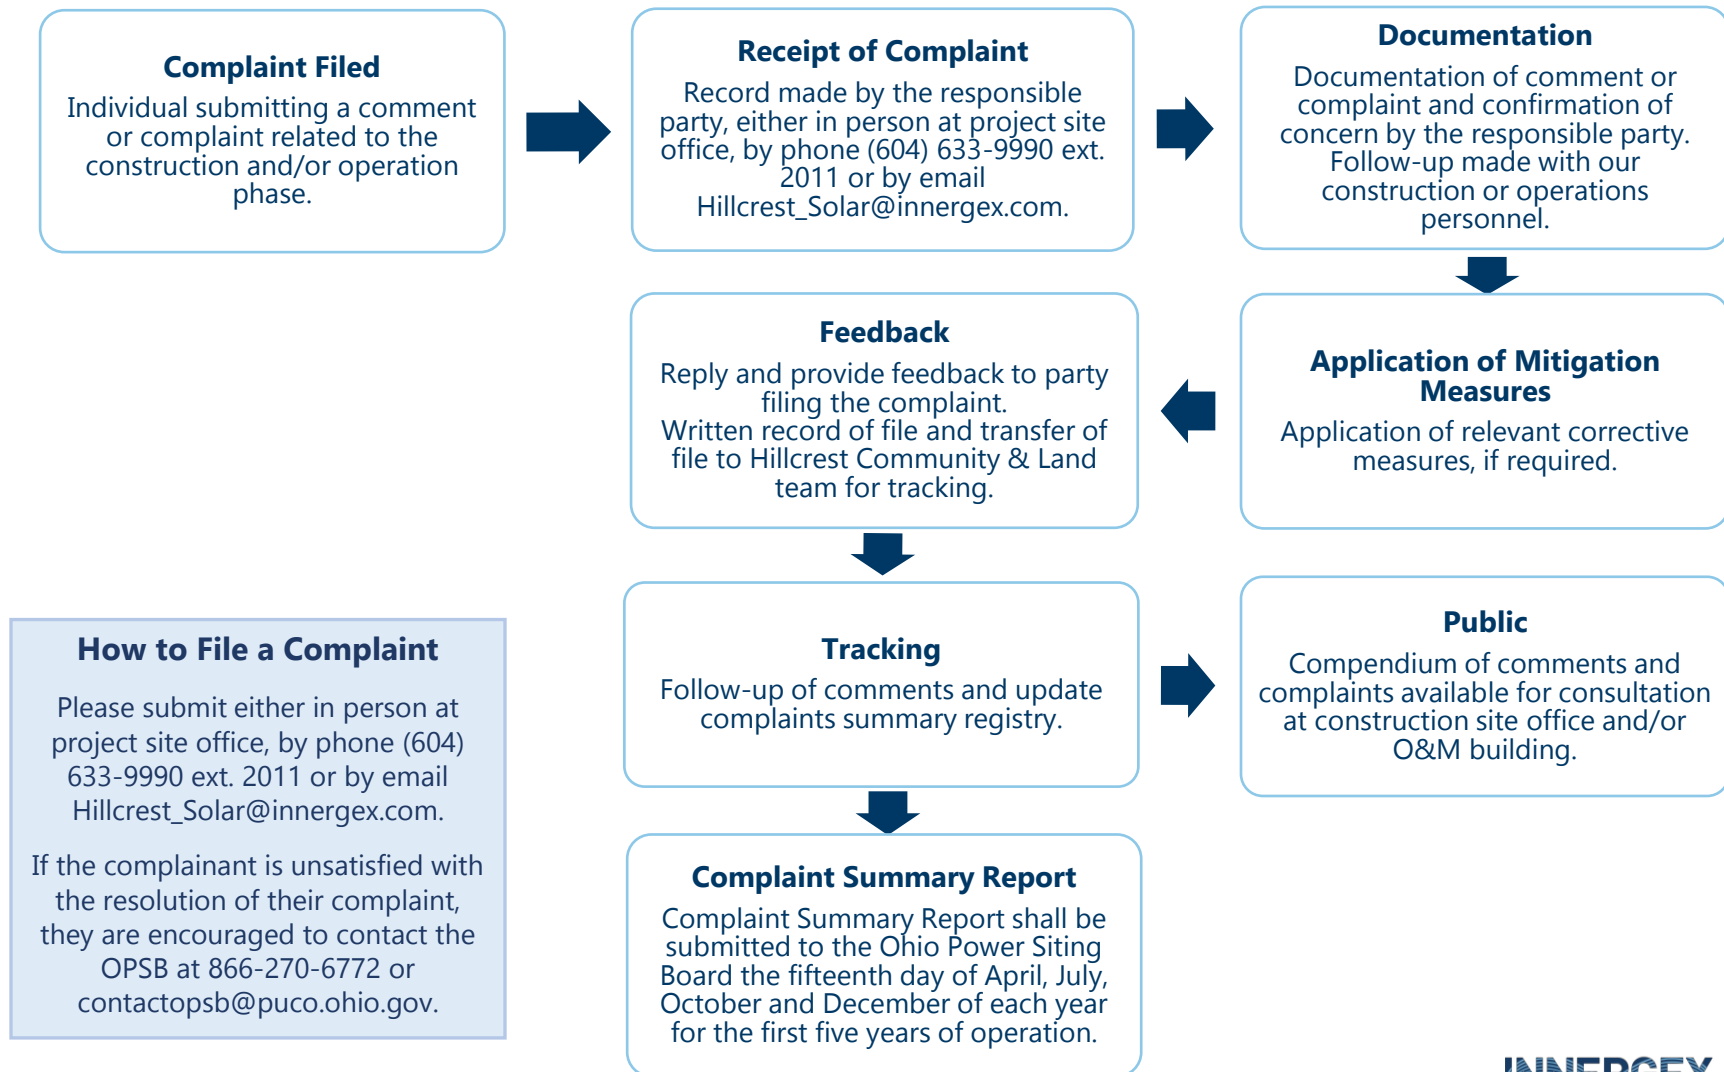 Complaint Filed
Individual submitting a comment
or complaint related to the
construction and/or operation
phase.
Receipt of Complaint
Record made by the responsible
party, either in person at project site
office, by phone (604) 633-9990 ext.
2011 or by email
Hillcrest_Solar@innergex.com.
Documentation
Documentation of comment or
complaint and confirmation of
concern by the responsible party.
Follow-up made with our
construction or operations
personnel.
Application of Mitigation
Measures
Application of relevant corrective
measures, if required.
Feedback
Reply and provide feedback to party
filing the complaint.
Written record of file and transfer of
file to Hillcrest Community & Land
team for tracking.
Tracking
Follow-up of comments and update
complaints summary registry.
Public
Compendium of comments and
complaints available for consultation
at construction site office and/or
O&M building.
Complaint Summary Report
Complaint Summary Report shall be
submitted to the Ohio Power Siting
Board the fifteenth day of April, July,
October and December of each year
for the first five years of operation.
How to File a Complaint
Please submit either in person at
project site office, by phone (604)
633-9990 ext. 2011 or by email
Hillcrest_Solar@innergex.com.
If the complainant is unsatisfied with
the resolution of their complaint,
they are encouraged to contact the
OPSB at 866-270-6772 or
contactopsb@puco.ohio.gov.
INNERGEX